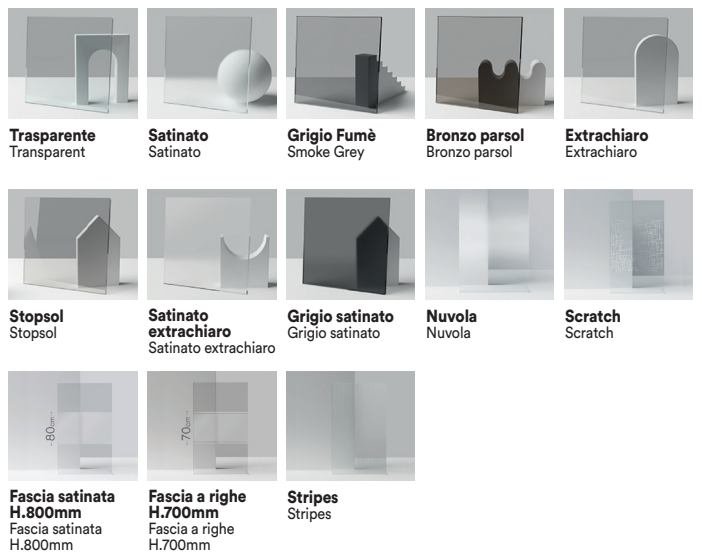 Trasparente
Transparent
Satinato
Satinato
Grigio Fumè
Smoke Grey
Bronzo parsol
Bronzo parsol
Extrachiaro
Extrachiaro
Stopsol
Stopsol
Satinato
extrachiaro
Satinato extrachiaro
Grigio satinato
Grigio satinato
Nuvola
Nuvola
Scratch
Scratch
-80cm-
Fascia satinata
H.800mm
Fascia satinata
H.800mm
-70cm-
Fascia a righe
H.700mm
Fascia a righe
H.700mm
Stripes
Stripes